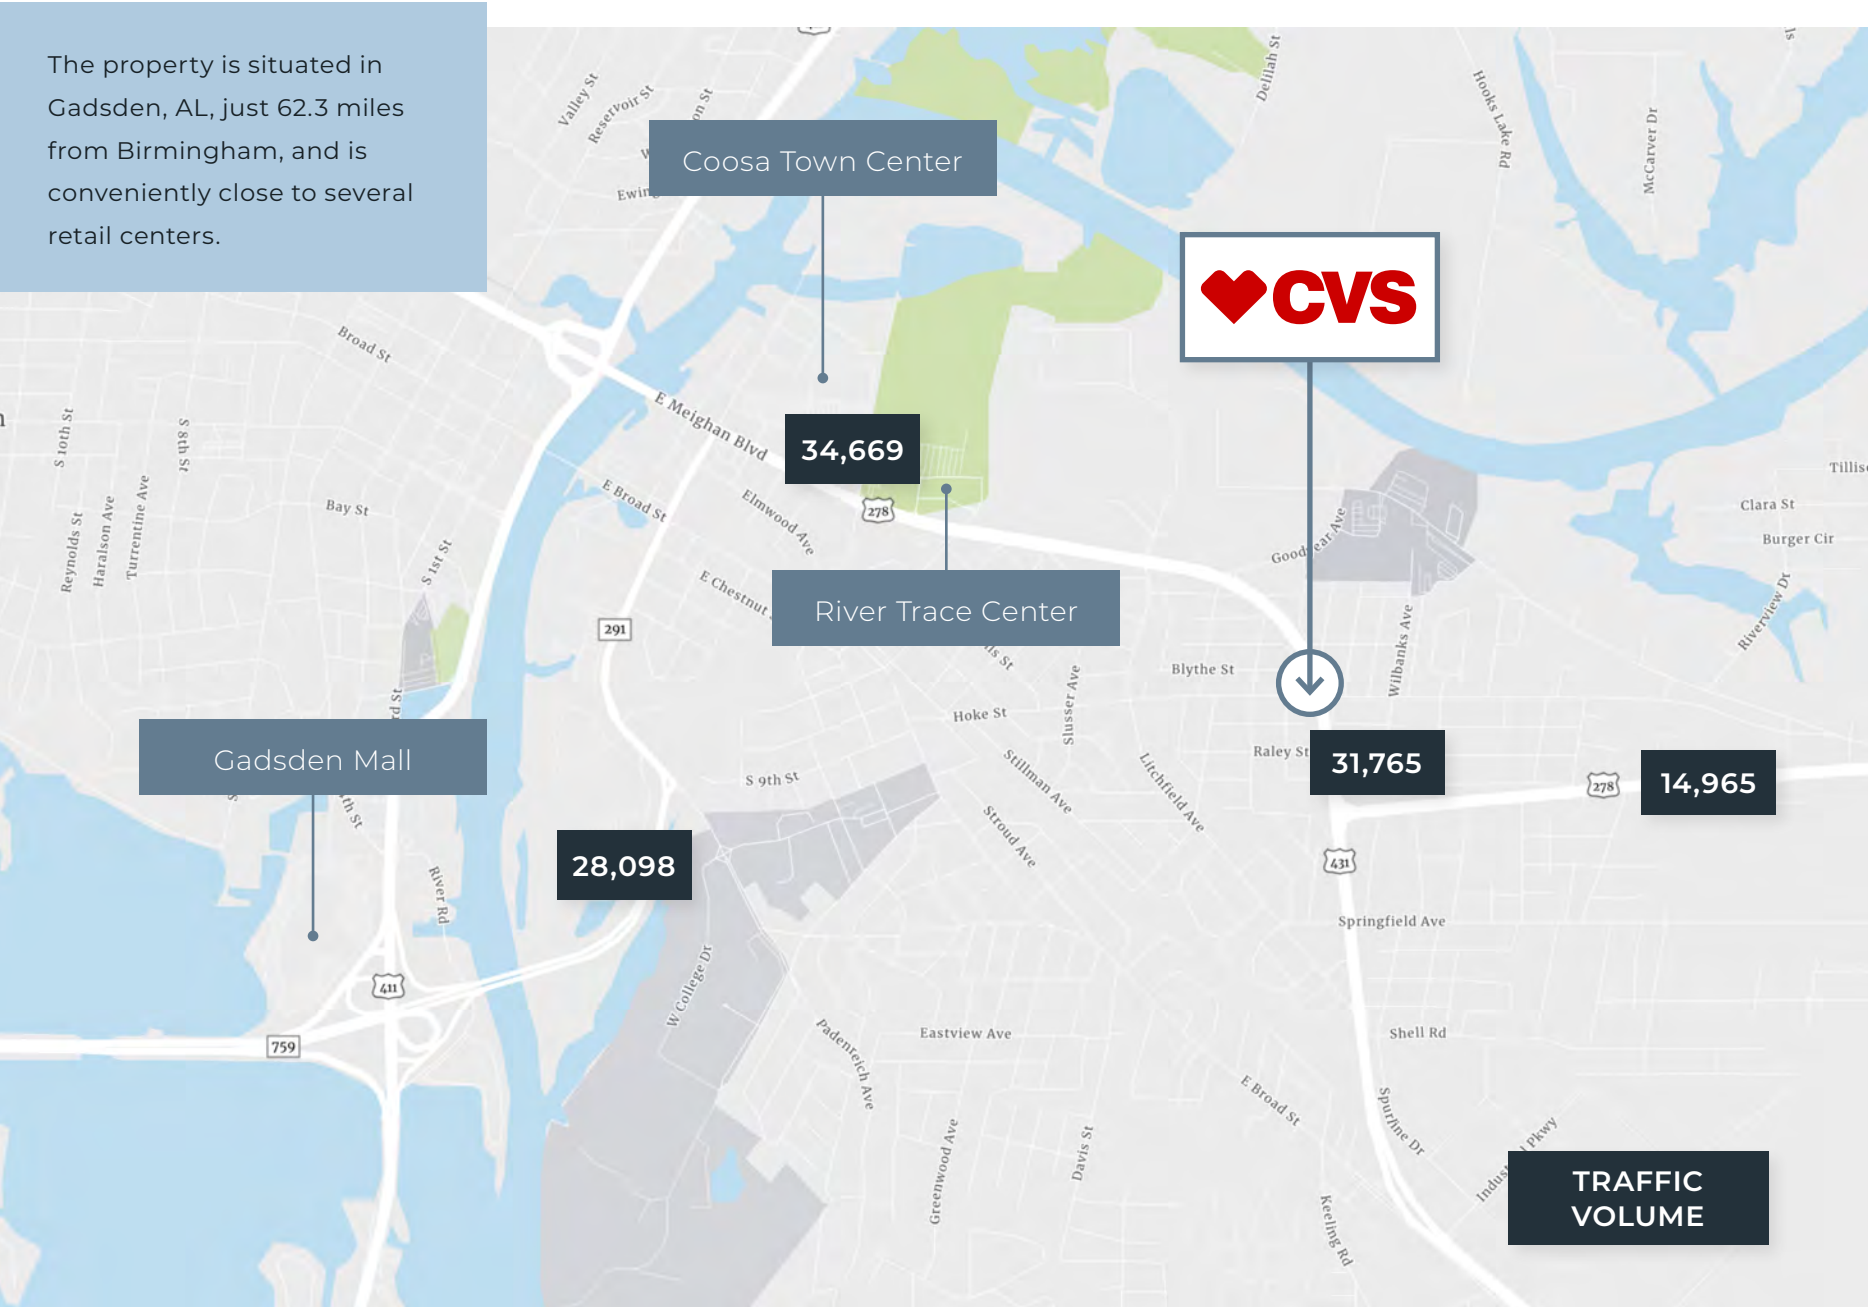 The property is situated in
Gadsden, AL, just 62.3 miles
from Birmingham, and is
conveniently close to several
retail centers.
Valley St
Reservoir St
Delilah St
Hooks Lake Rd
McCarver Dr
Coosa Town Center
CVS
Broad St
E Meighan Blvd
34,669
278
S 10th St
S 8th St
Reynolds St
Haralson Ave
Turrentine Ave
Bay St
S 1st St
E Broad St
Elmwood Ave
E Chestnut
291
River Trace Center
Clara St
Burger Cir
Riverview Dr
Wilbanks Ave
Blythe St
Hoke St
Slusser Ave
Raley St
31,765
278
14,965
Gadsden Mall
S 9th St
Stillman Ave
Litchfield Ave
Stroud Ave
28,098
431
River Rd
Springfield Ave
W College Dr
411
759
Padenreich Ave
Eastview Ave
Shell Rd
E Broad St
Spurline Dr
Greenwood Ave
Davis St
Keeling Rd
Pkwy
TRAFFIC
VOLUME